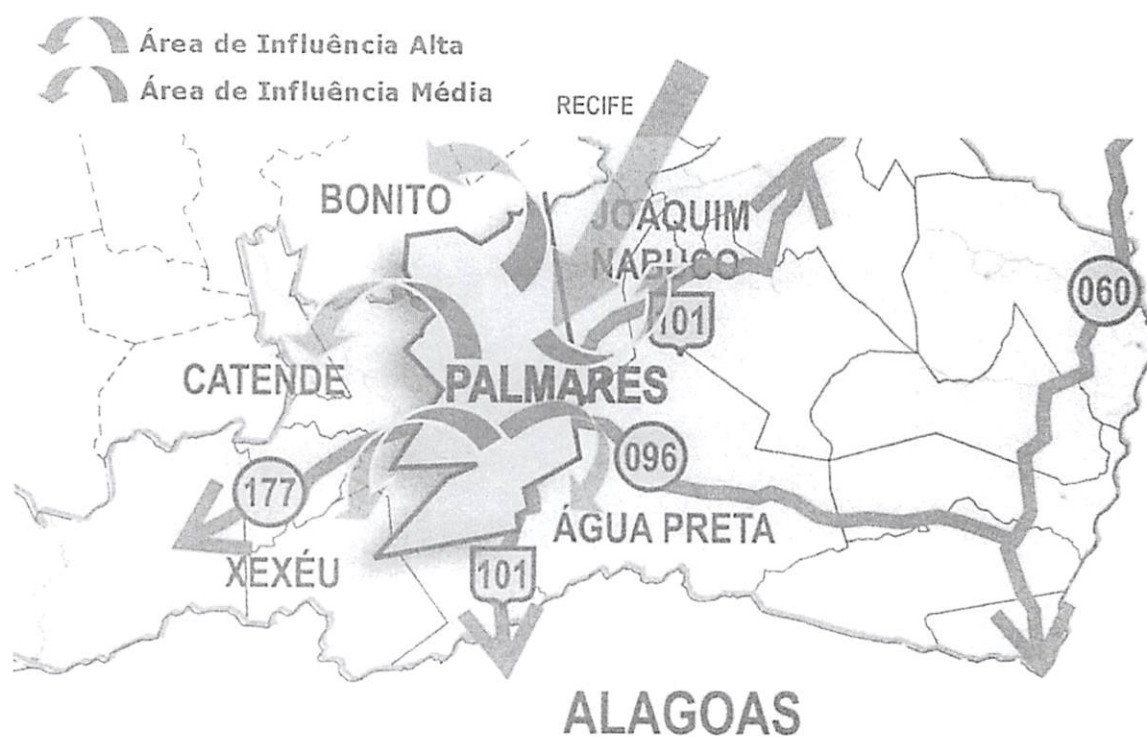 Área de Influência Alta
Área de Influência Média
RECIFE
BONITO
JOAQUIM
NABUCO
060
101
CATENDE
PALMARES
096
177
ÁGUA PRETA
XEXÉU
101
ALAGOAS